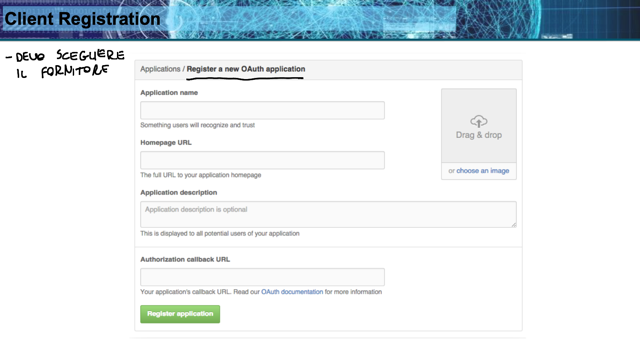 Client Registration
- DEVO SCEGLIERE
IL FORNITORE
Applications / Register a new OAuth application
Application name
Something users will recognize and trust
Drag & drop
or choose an image
Homepage URL
The full URL to your application homepage
Application description
Application description is optional
This is displayed to all potential users of your application
Authorization callback URL
Your application's callback URL. Read our OAuth documentation for more information
Register application